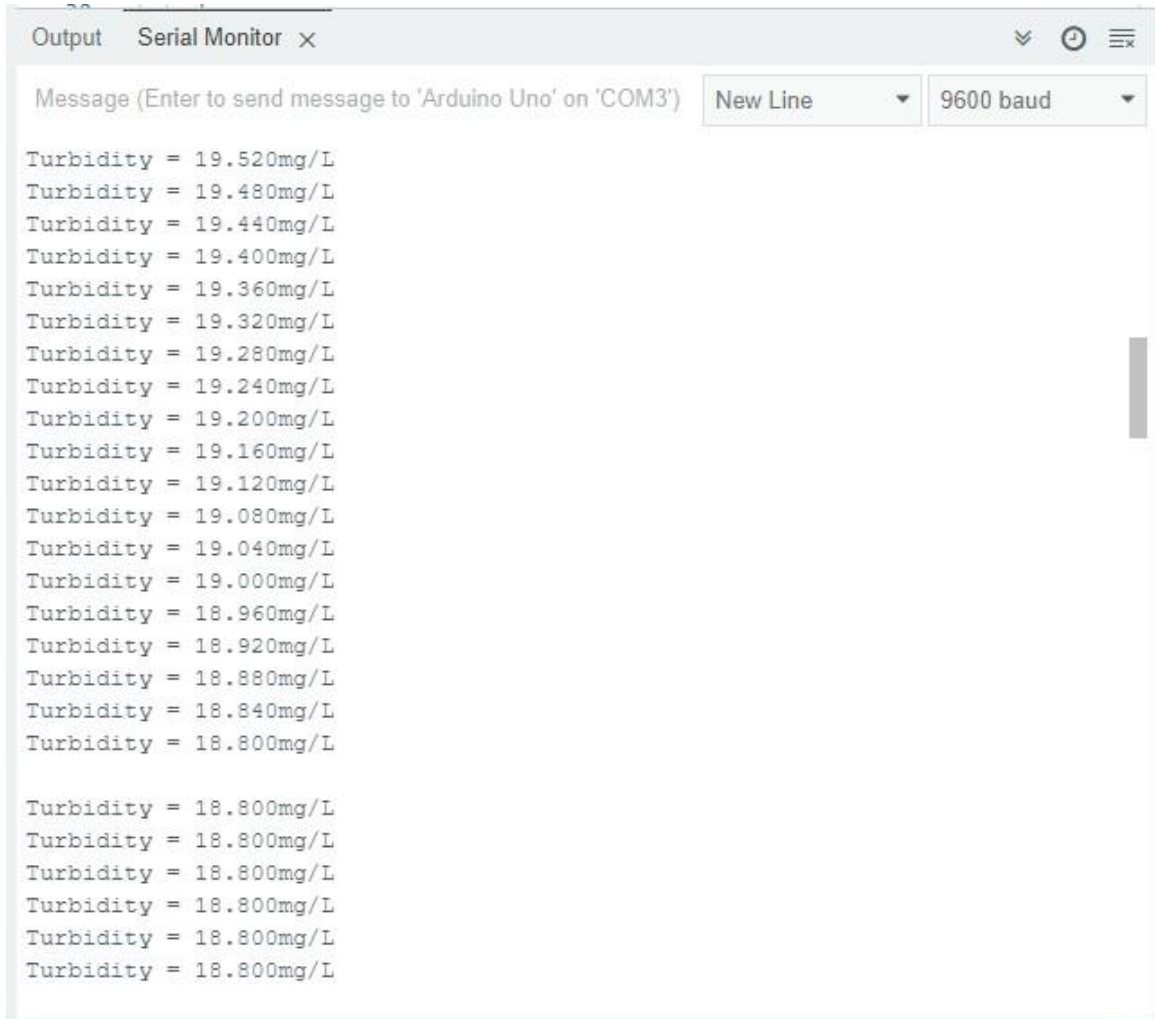 Output Serial Monitor ×
Message (Enter to send message to 'Arduino Uno' on 'COM3') New Line 9600 baud
Turbidity = 19.520mg/L
Turbidity = 19.480mg/L
Turbidity = 19.440mg/L
Turbidity = 19.400mg/L
Turbidity = 19.360mg/L
Turbidity = 19.320mg/L
Turbidity = 19.280mg/L
Turbidity = 19.240mg/L
Turbidity = 19.200mg/L
Turbidity = 19.160mg/L
Turbidity = 19.120mg/L
Turbidity = 19.080mg/L
Turbidity = 19.040mg/L
Turbidity = 19.000mg/L
Turbidity = 18.960mg/L
Turbidity = 18.920mg/L
Turbidity = 18.880mg/L
Turbidity = 18.840mg/L
Turbidity = 18.800mg/L
Turbidity = 18.800mg/L
Turbidity = 18.800mg/L
Turbidity = 18.800mg/L
Turbidity = 18.800mg/L
Turbidity = 18.800mg/L
Turbidity = 18.800mg/L